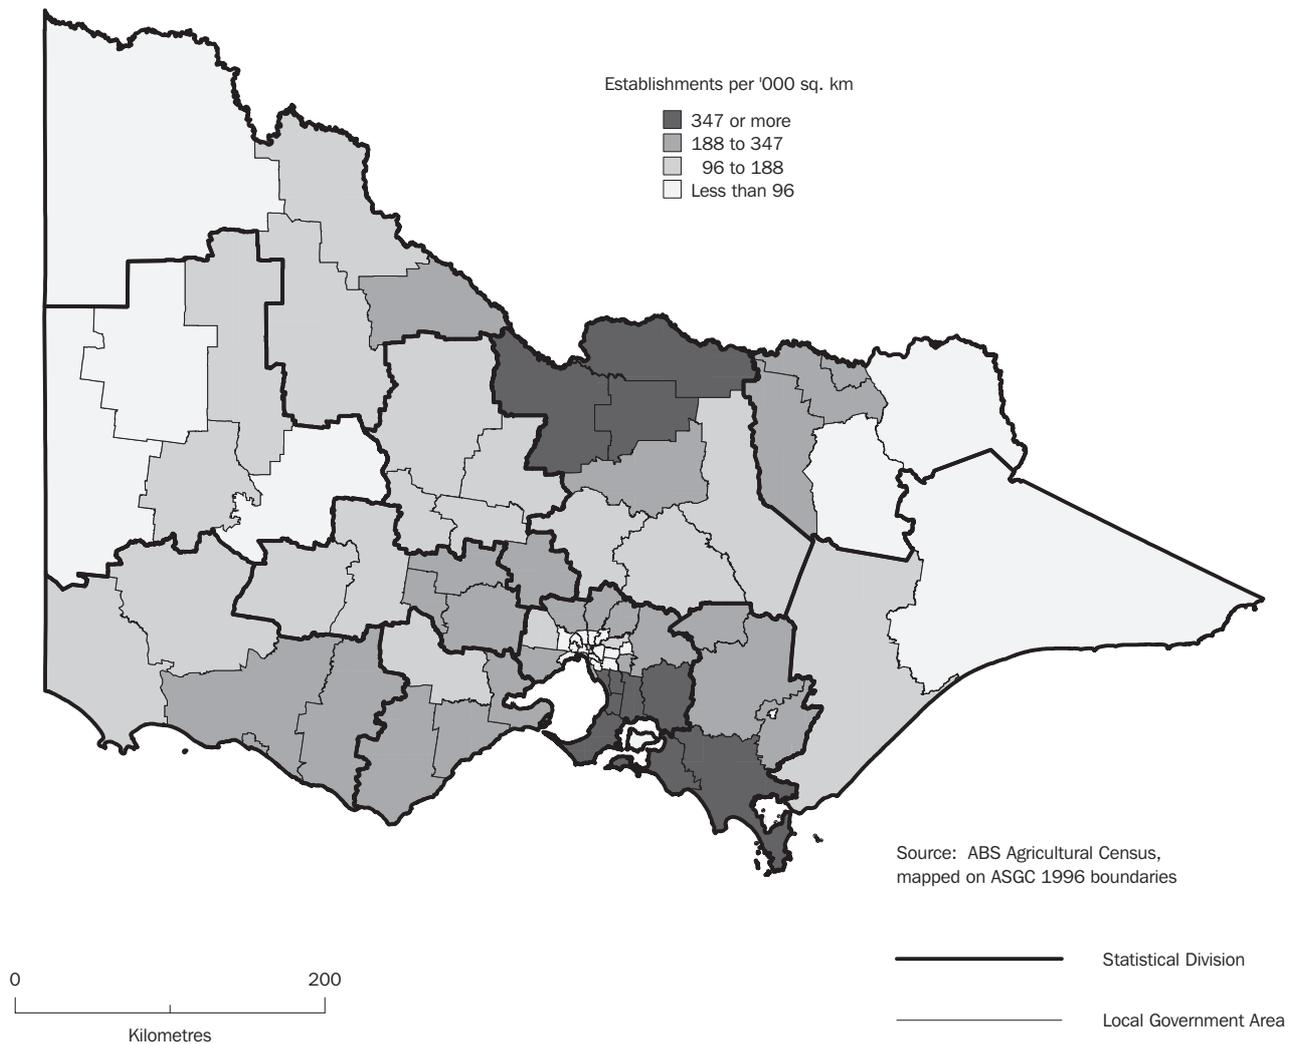 Establishments per '000 sq. km
347 or more
188 to 347
96 to 188
Less than 96
Source: ABS Agricultural Census,
mapped on ASGC 1996 boundaries
Statistical Division
Local Government Area
0 200
Kilometres